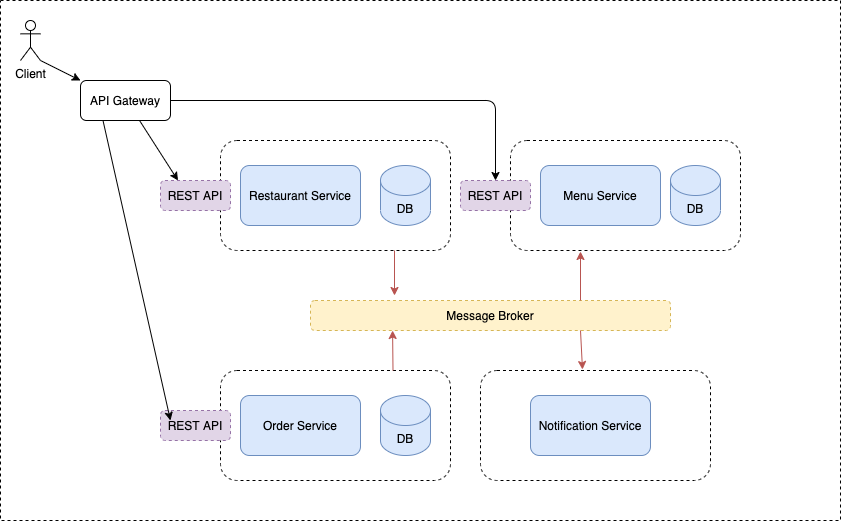 Client
API Gateway
REST API
Restaurant Service
DB
REST API
Menu Service
DB
Message Broker
REST API
Order Service
DB
Notification Service